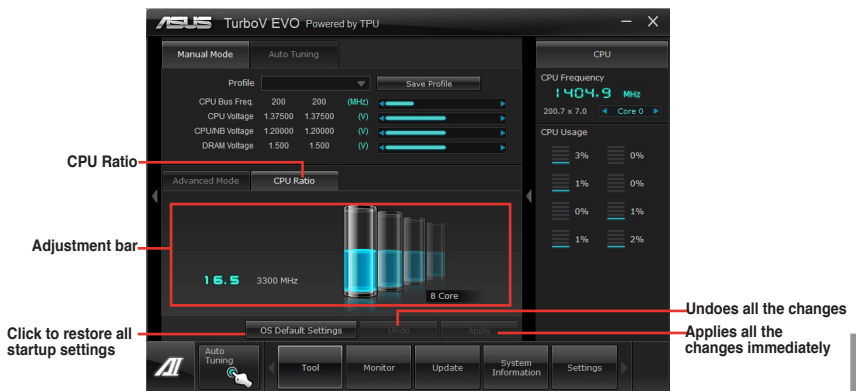 ASUS TurboV EVO Powered by TPU
Manual Mode Auto Tuning
Profile Save Profile
CPU Bus Freq. 200 200 (MHz)
CPU Voltage 1.37500 1.37500 (V)
CPU/NB Voltage 1.20000 1.20000 (V)
DRAM Voltage 1.500 1.500 (V)
CPU
CPU Frequency
1404.9 MHz
200.7 x 7.0 Core 0
CPU Usage
3% 0%
1% 0%
0% 1%
1% 2%
CPU Ratio
Advanced Mode CPU Ratio
Adjustment bar
16.5 3300 MHz
8 Core
Undoes all the changes
Click to restore all
startup settings
OS Default Settings Undo Apply
Applies all the
changes immediately
AI Auto
Tuning
Tool Monitor Update System
Information Settings